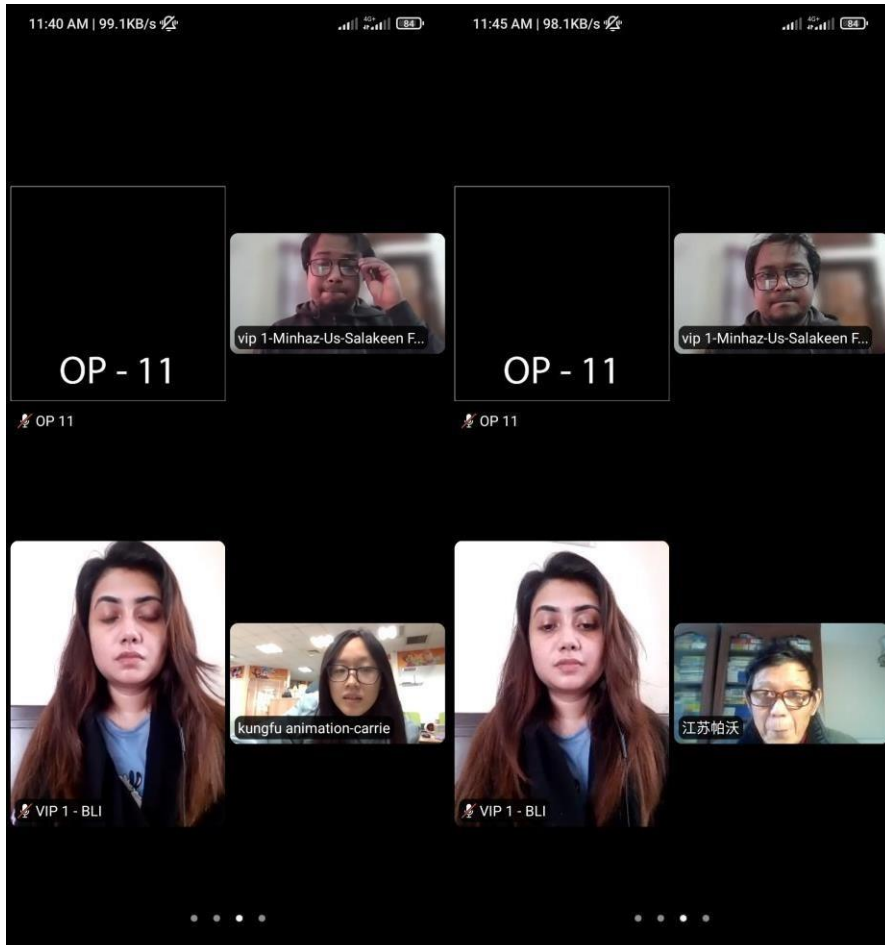 11:40 AM | 99.1KB/s
4G+
84
OP - 11
OP 11
vip 1-Minhaz-Us-Salakeen F...
VIP 1 - BLI
kungfu animation-carrie
11:45 AM | 98.1KB/s
4G+
84
OP - 11
OP 11
vip 1-Minhaz-Us-Salakeen F...
VIP 1 - BLI
江苏帕沃